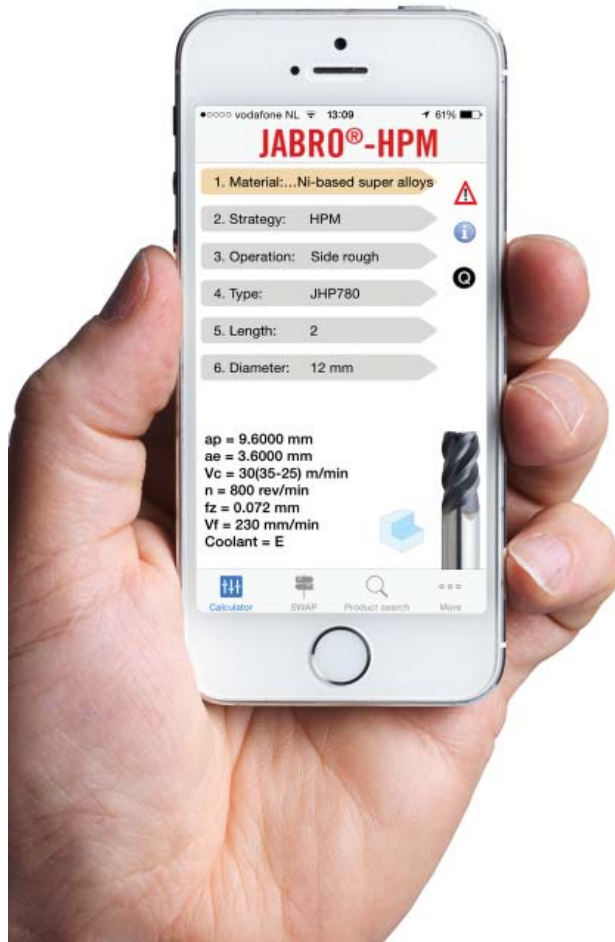 vodafone NL 13:09 61%
JABRO®-HPM
1. Material:...Ni-based super alloys
2. Strategy: HPM
3. Operation: Side rough
4. Type: JHP780
5. Length: 2
6. Diameter: 12 mm
ap = 9.6000 mm
ae = 3.6000 mm
Vc = 30(35-25) m/min
n = 800 rev/min
fz = 0.072 mm
Vf = 230 mm/min
Coolant = E
Calculator SWAP Product search More